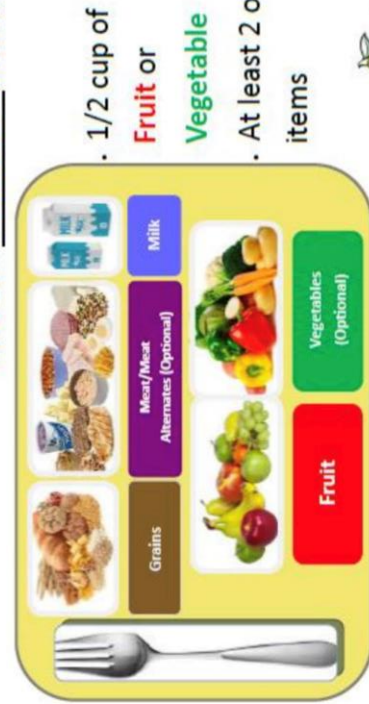 Grains
Meat/Meat
Alternates (Optional)
Milk
Fruit
Vegetables
(Optional)
· 1/2 cup of
Fruit or
Vegetable
· At least 2 o
items